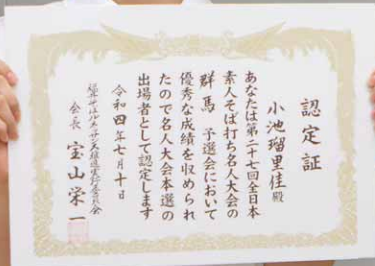 認定証
小池瑠里佳殿
あなたは第二十七回全日本
素人そば打ち名人大会の
群馬 予選会において
優秀な成績を収められ
たので名人大会本選の
出場者として認定します
令和四年七月十日
会長 宝山栄一